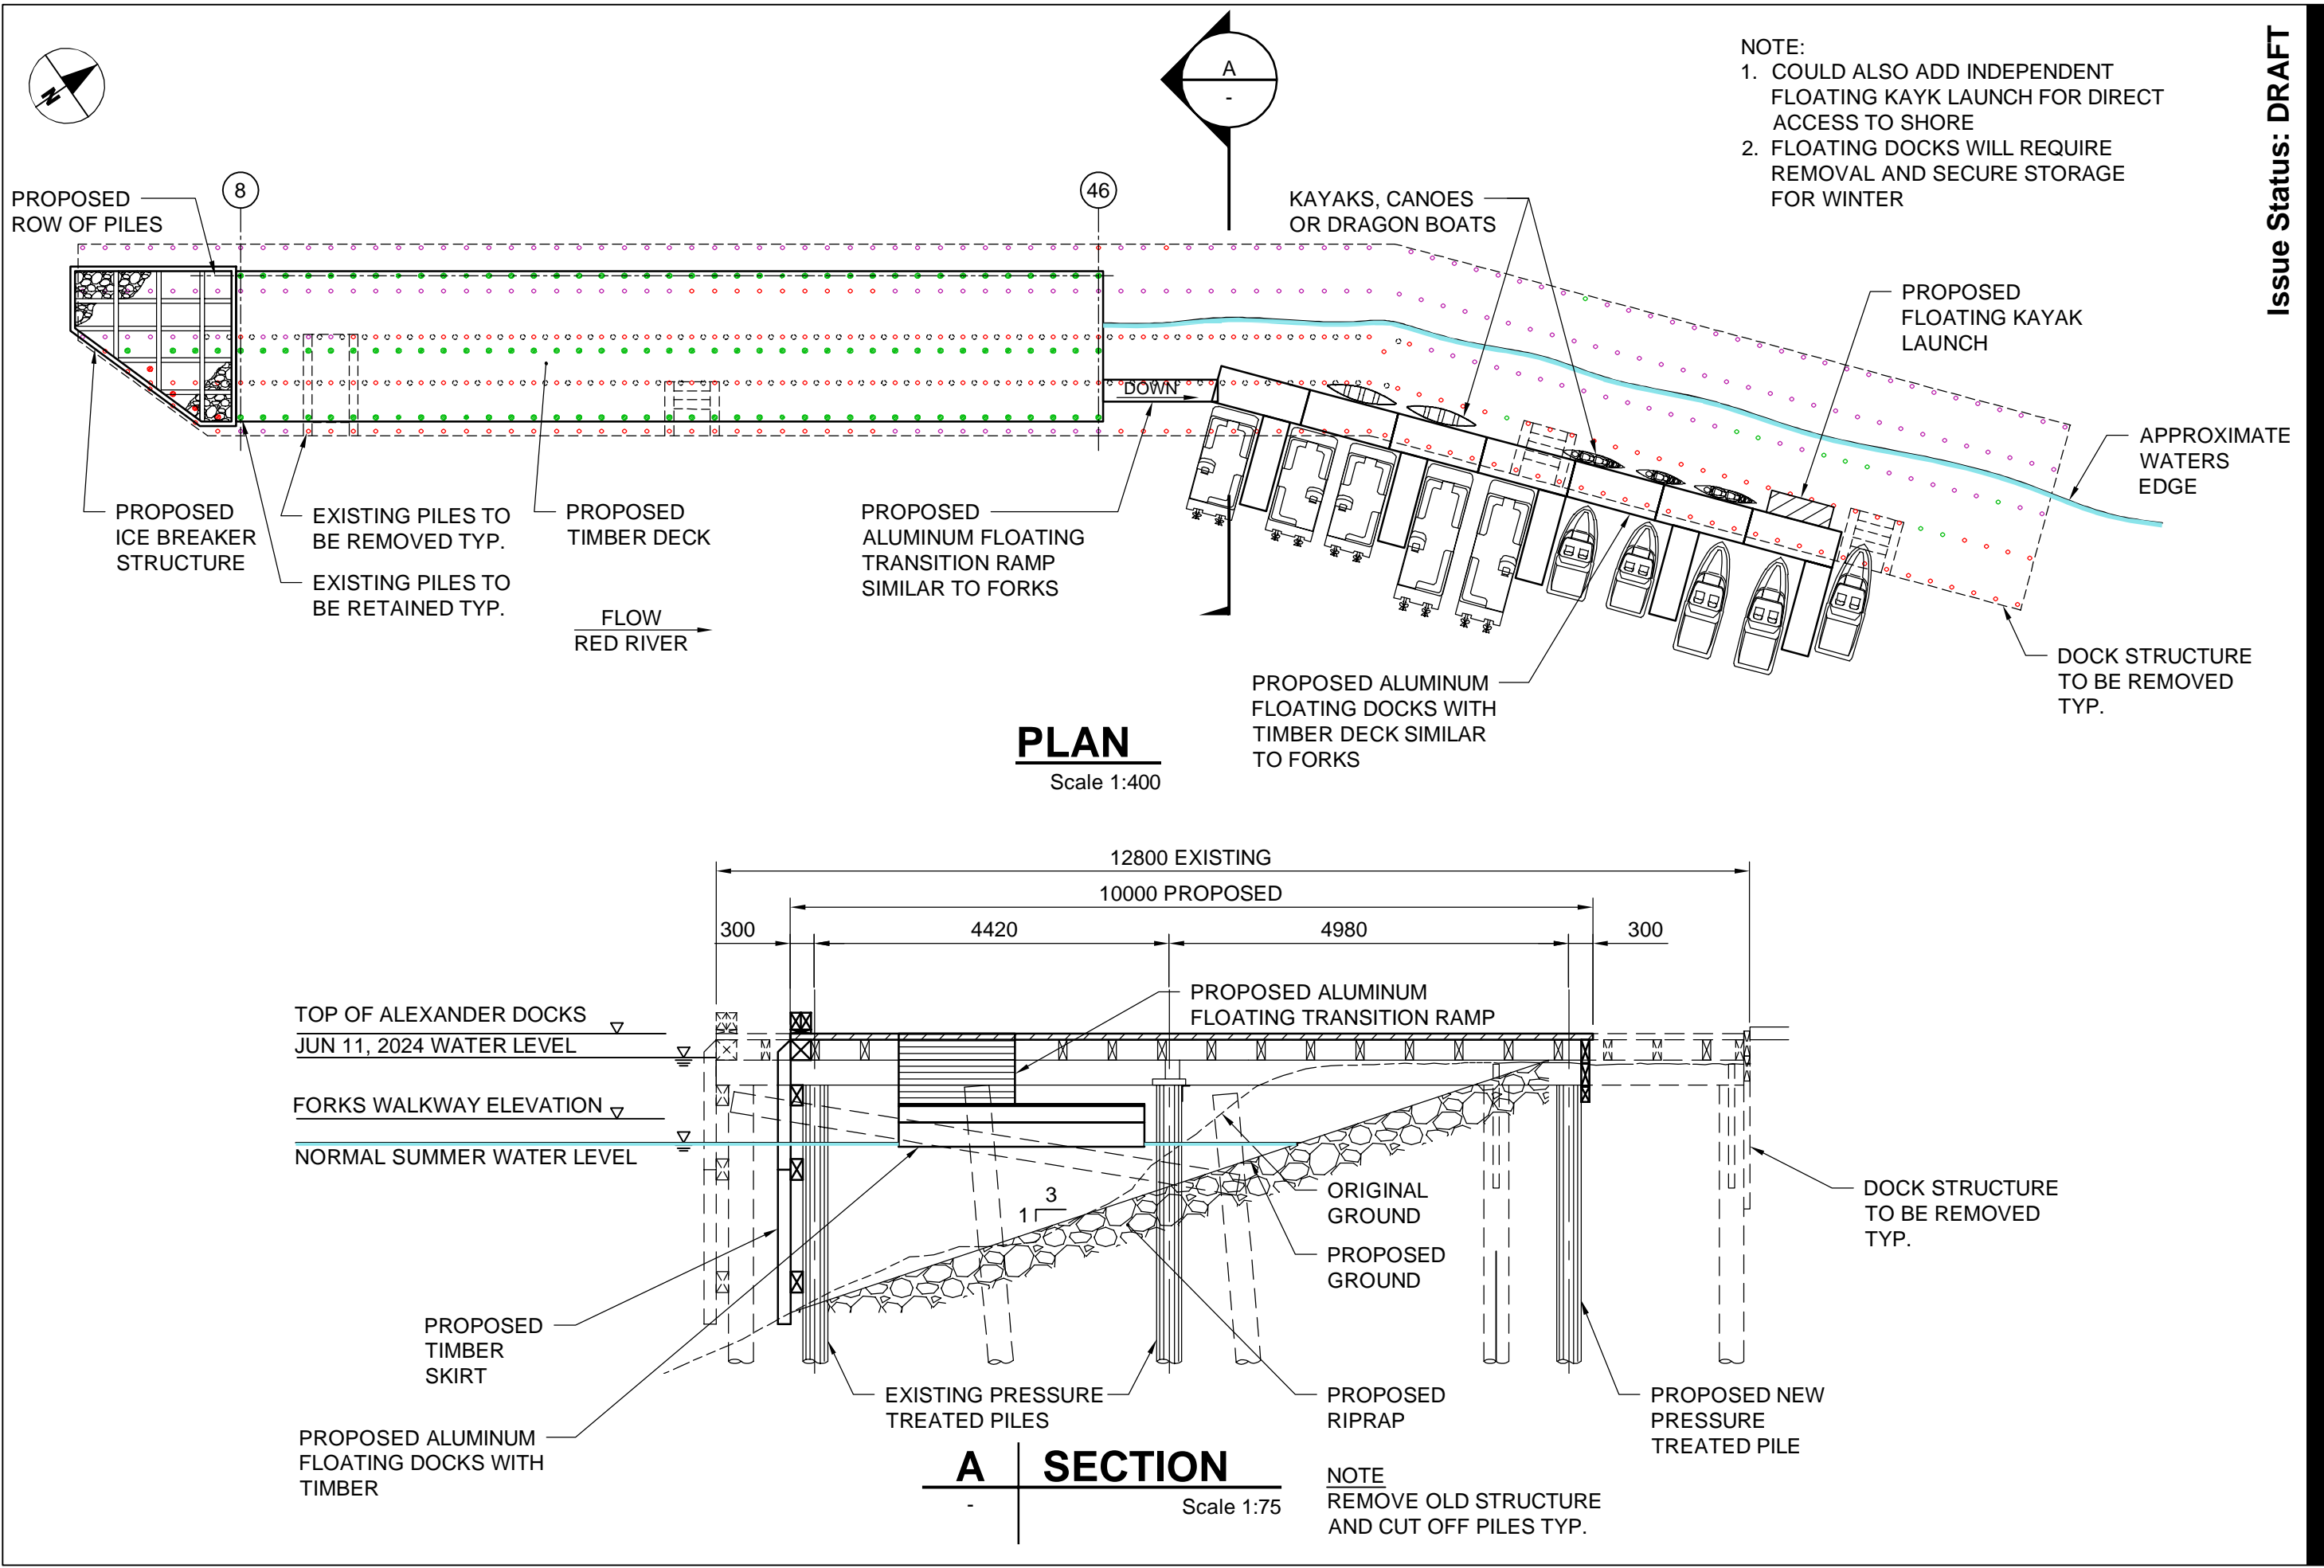 N
A
-
NOTE:
1. COULD ALSO ADD INDEPENDENT
FLOATING KAYK LAUNCH FOR DIRECT
ACCESS TO SHORE
2. FLOATING DOCKS WILL REQUIRE
REMOVAL AND SECURE STORAGE
FOR WINTER
Issue Status: DRAFT
PROPOSED
ROW OF PILES
8
46
KAYAKS, CANOES
OR DRAGON BOATS
PROPOSED
FLOATING KAYAK
LAUNCH
DOWN
APPROXIMATE
WATERS
EDGE
PROPOSED
ICE BREAKER
STRUCTURE
EXISTING PILES TO
BE REMOVED TYP.
EXISTING PILES TO
BE RETAINED TYP.
PROPOSED
TIMBER DECK
FLOW
RED RIVER
PROPOSED
ALUMINUM FLOATING
TRANSITION RAMP
SIMILAR TO FORKS
PROPOSED ALUMINUM
FLOATING DOCKS WITH
TIMBER DECK SIMILAR
TO FORKS
DOCK STRUCTURE
TO BE REMOVED
TYP.
PLAN
Scale 1:400
12800 EXISTING
10000 PROPOSED
300
4420
4980
300
PROPOSED ALUMINUM
FLOATING TRANSITION RAMP
TOP OF ALEXANDER DOCKS
JUN 11, 2024 WATER LEVEL
FORKS WALKWAY ELEVATION
NORMAL SUMMER WATER LEVEL
3
1
ORIGINAL
GROUND
PROPOSED
GROUND
DOCK STRUCTURE
TO BE REMOVED
TYP.
PROPOSED
TIMBER
SKIRT
EXISTING PRESSURE
TREATED PILES
PROPOSED
RIPRAP
PROPOSED NEW
PRESSURE
TREATED PILE
PROPOSED ALUMINUM
FLOATING DOCKS WITH
TIMBER
A
-
SECTION
Scale 1:75
NOTE
REMOVE OLD STRUCTURE
AND CUT OFF PILES TYP.